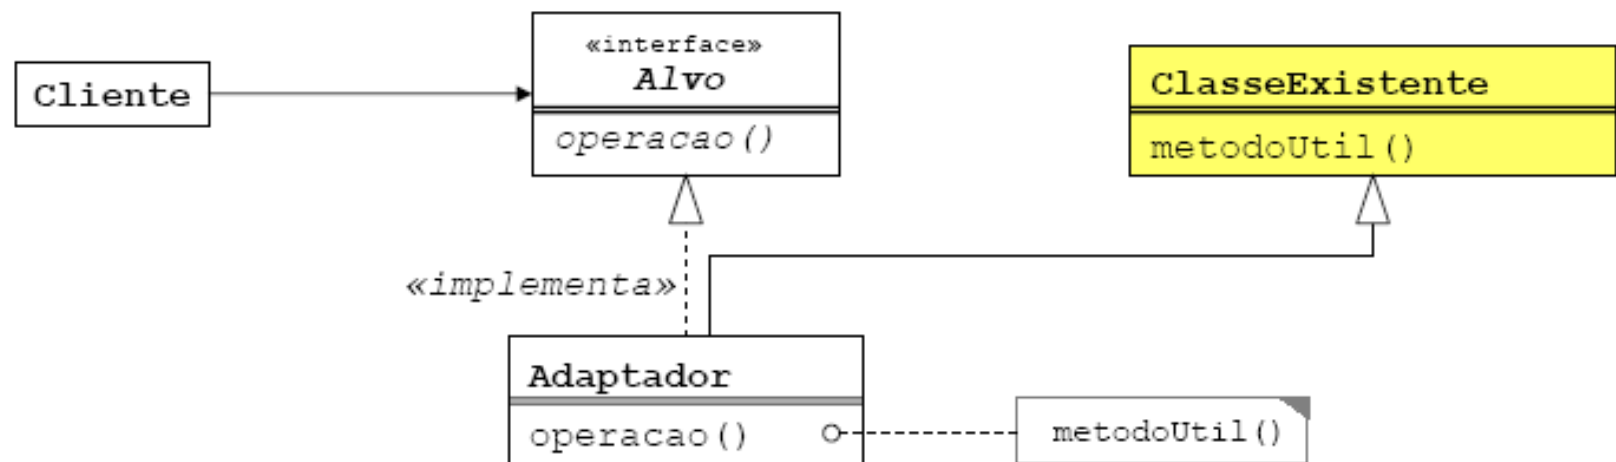 Cliente
«interface»
Alvo
operacao()
ClasseExistente
metodoUtil()
«implementa»
Adaptador
operacao()
metodoUtil()